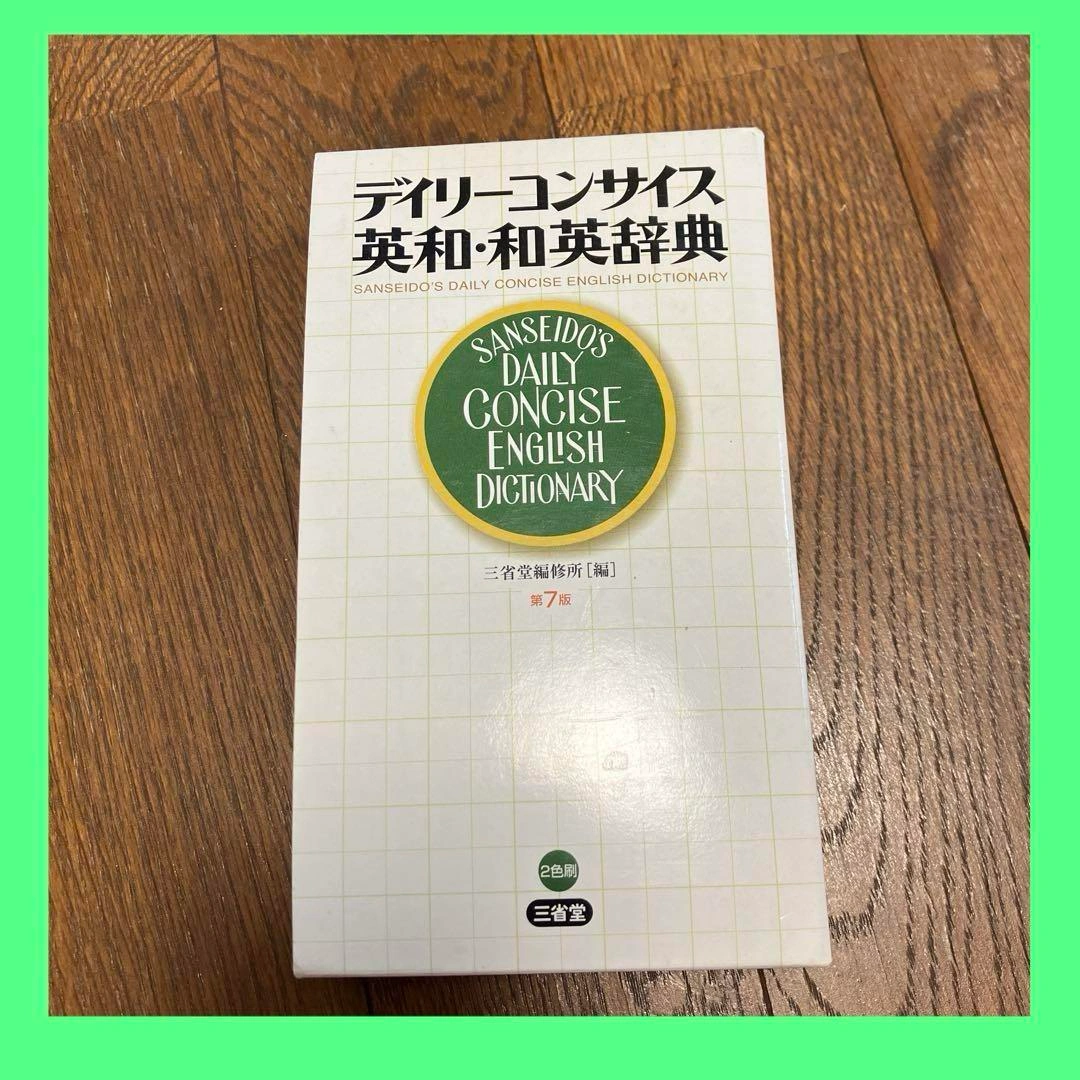 デイリーコンサイス
英和・和英辞典
SANSEIDO'S DAILY CONCISE ENGLISH DICTIONARY
SANSEIDO'S
DAILY
CONCISE
ENGLISH
DICTIONARY
三省堂編修所[編]
第7版
2色刷
三省堂